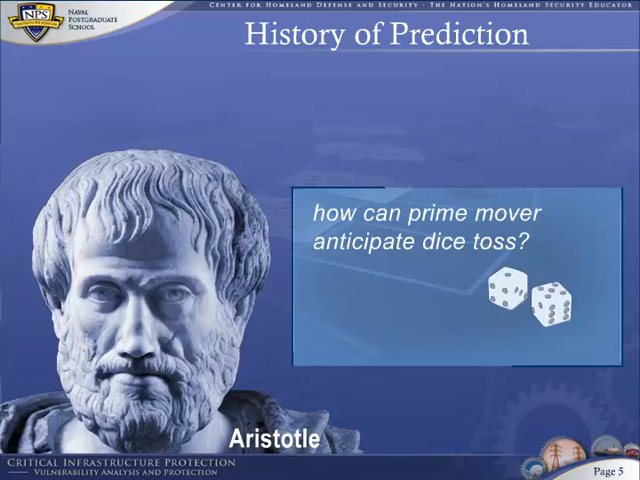 NPS
NAVAL
POSTGRADUATE
SCHOOL
CENTER FOR HOMELAND DEFENSE AND SECURITY · THE NATION'S HOMELAND SECURITY EDUCATOR
History of Prediction
how can prime mover
anticipate dice toss?
Aristotle
CRITICAL INFRASTRUCTURE PROTECTION
VULNERABILITY ANALYSIS AND PROTECTION
Page 5